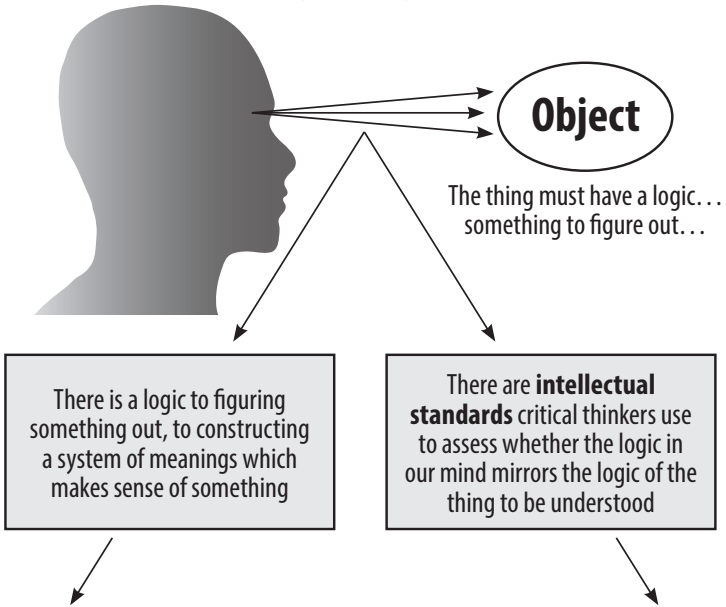 Object
The thing must have a logic…
something to figure out…
There is a logic to figuring
something out, to constructing
a system of meanings which
makes sense of something
There are intellectual
standards critical thinkers use
to assess whether the logic in
our mind mirrors the logic of the
thing to be understood